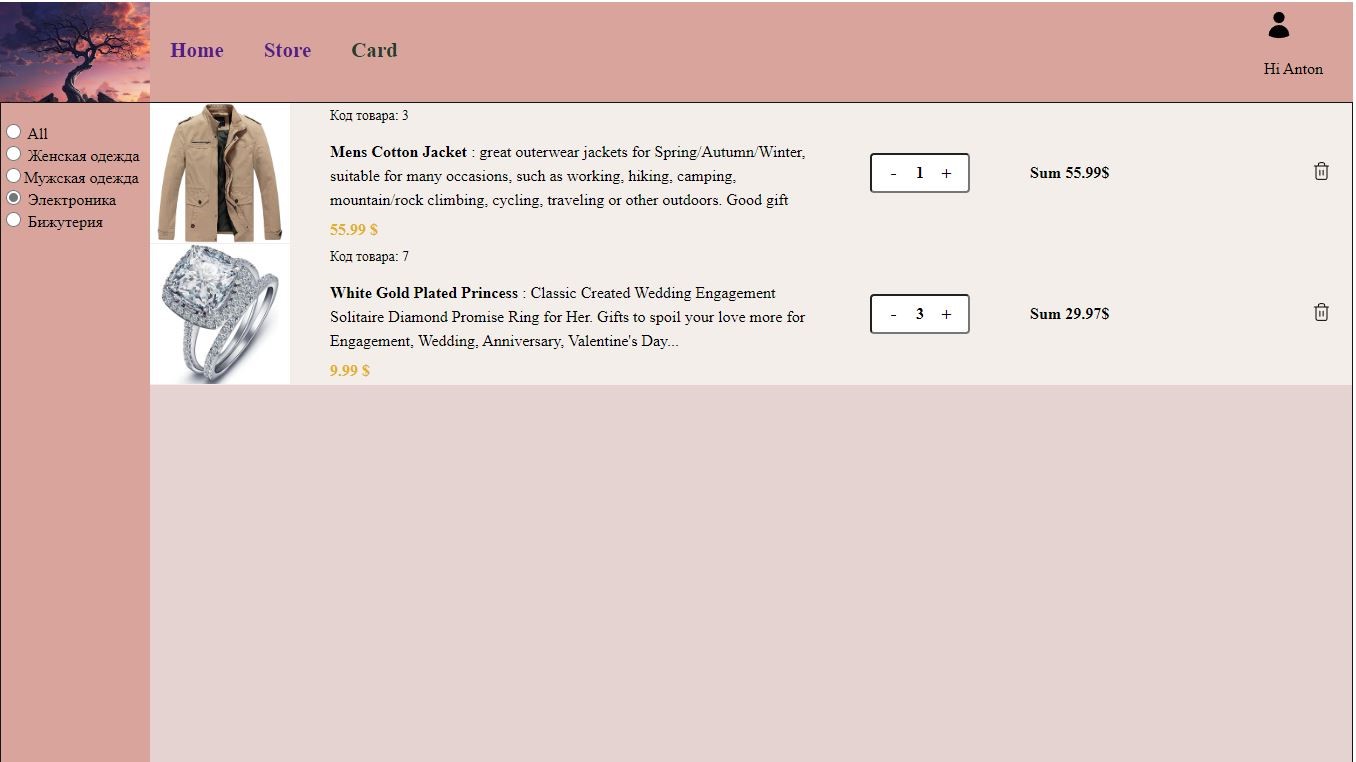 Home Store Card
Hi Anton
All
Женская одежда
Мужская одежда
Электроника
Бижутерия
Код товара: 3
Mens Cotton Jacket : great outerwear jackets for Spring/Autumn/Winter,
suitable for many occasions, such as working, hiking, camping,
mountain/rock climbing, cycling, traveling or other outdoors. Good gift
55.99 $
- 1 +
Sum 55.99$
Код товара: 7
White Gold Plated Princess : Classic Created Wedding Engagement
Solitaire Diamond Promise Ring for Her. Gifts to spoil your love more for
Engagement, Wedding, Anniversary, Valentine's Day...
9.99 $
- 3 +
Sum 29.97$